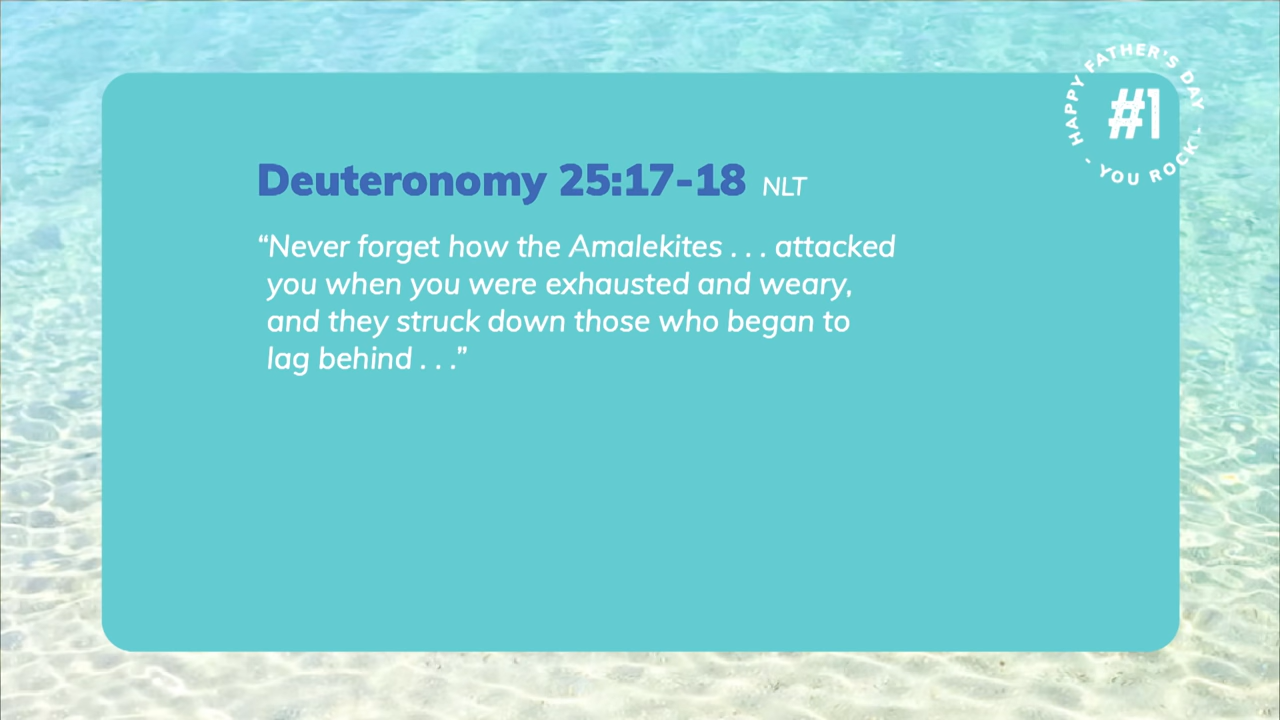 HAPPY FATHER'S DAY
#1
- YOU ROCK -
Deuteronomy 25:17-18 NLT
“Never forget how the Amalekites . . . attacked
you when you were exhausted and weary,
and they struck down those who began to
lag behind . . .”